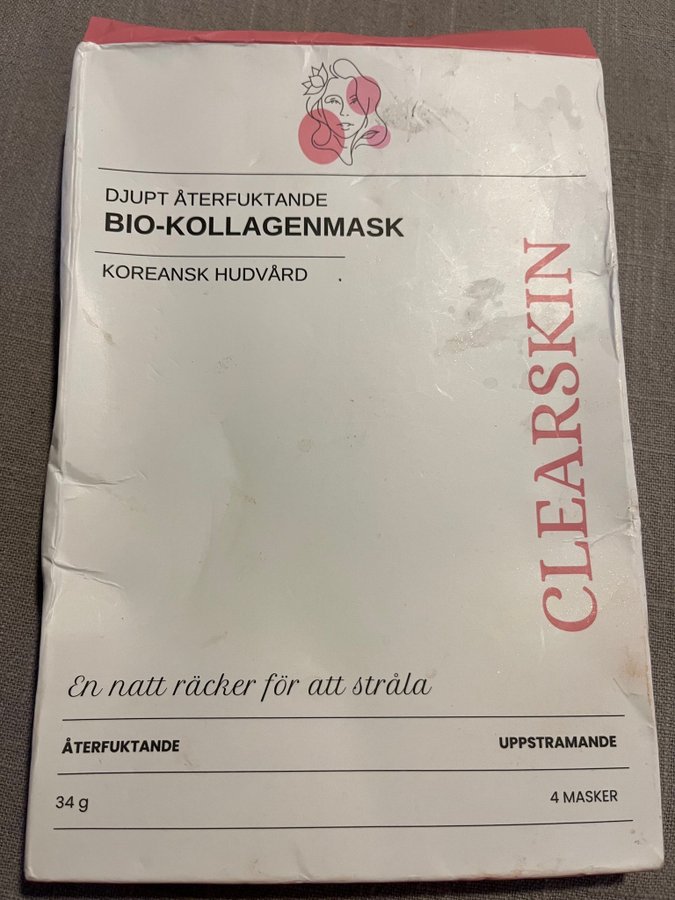 DJUPT ÅTERFUKTANDE
BIO-KOLLAGENMASK
KOREANSK HUDVÅRD .
CLEARSKIN
En natt räcker för att stråla
ÅTERFUKTANDE UPPSTRAMANDE
34 g 4 MASKER